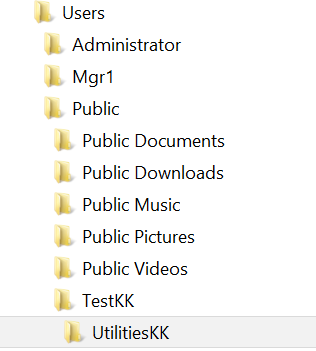 Users
Administrator
Mgr1
Public
Public Documents
Public Downloads
Public Music
Public Pictures
Public Videos
TestKK
UtilitiesKK